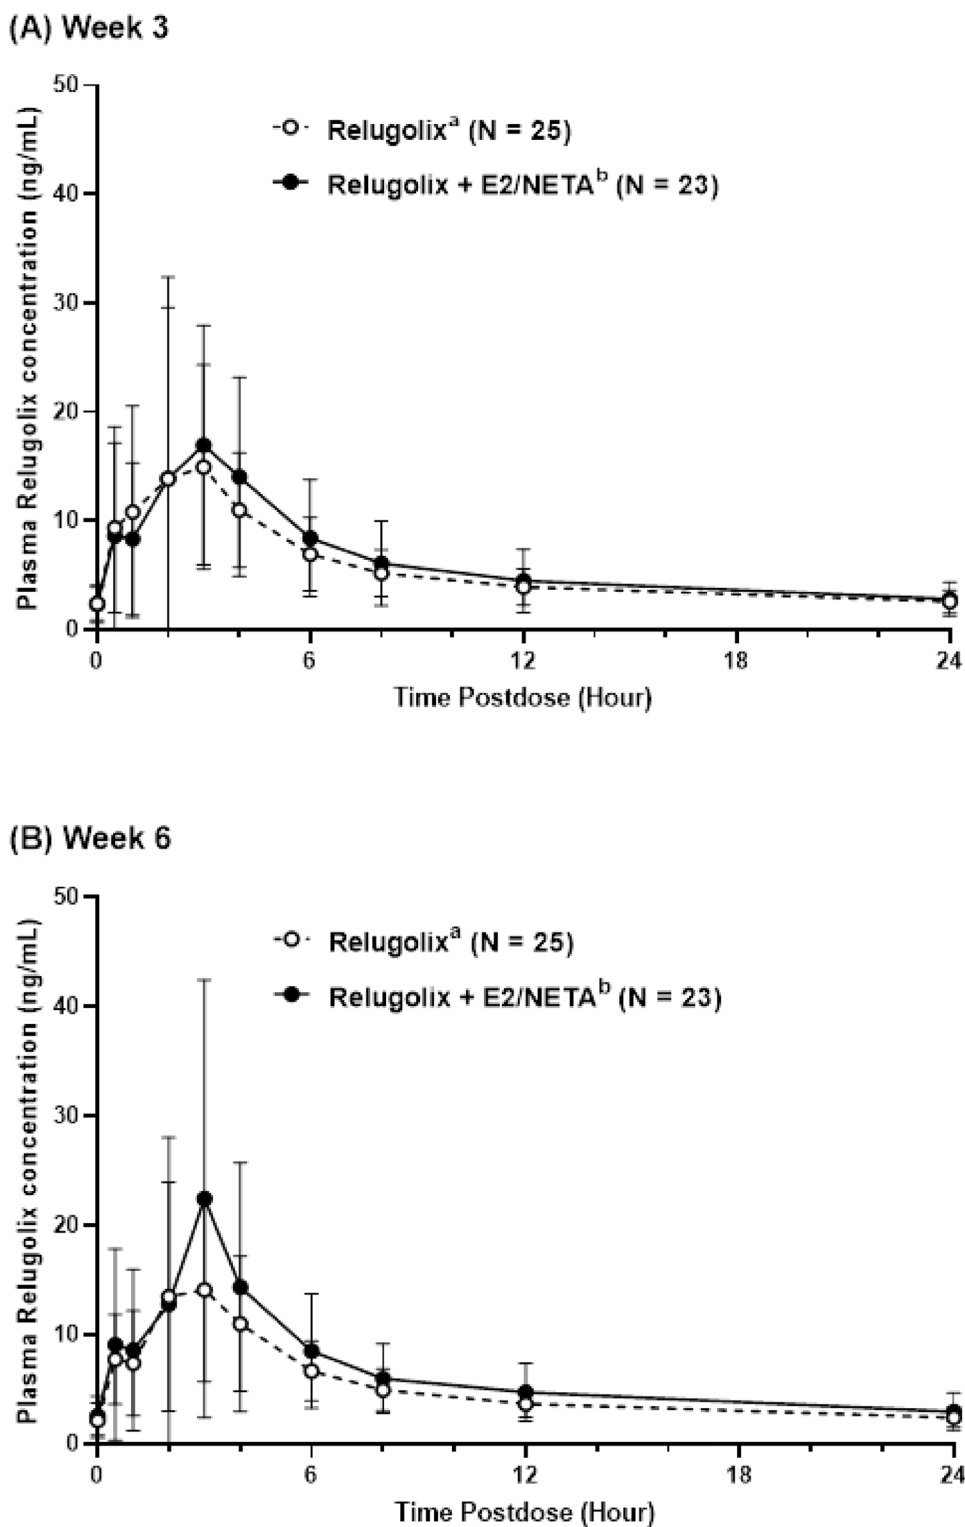 (A) Week 3
50
40
30
20
10
0
Plasma Relugolix concentration (ng/mL)
Relugolixᵃ (N = 25)
Relugolix + E2/NETAᵇ (N = 23)
0 6 12 18 24
Time Postdose (Hour)
(B) Week 6
50
40
30
20
10
0
Plasma Relugolix concentration (ng/mL)
Relugolixᵃ (N = 25)
Relugolix + E2/NETAᵇ (N = 23)
0 6 12 18 24
Time Postdose (Hour)